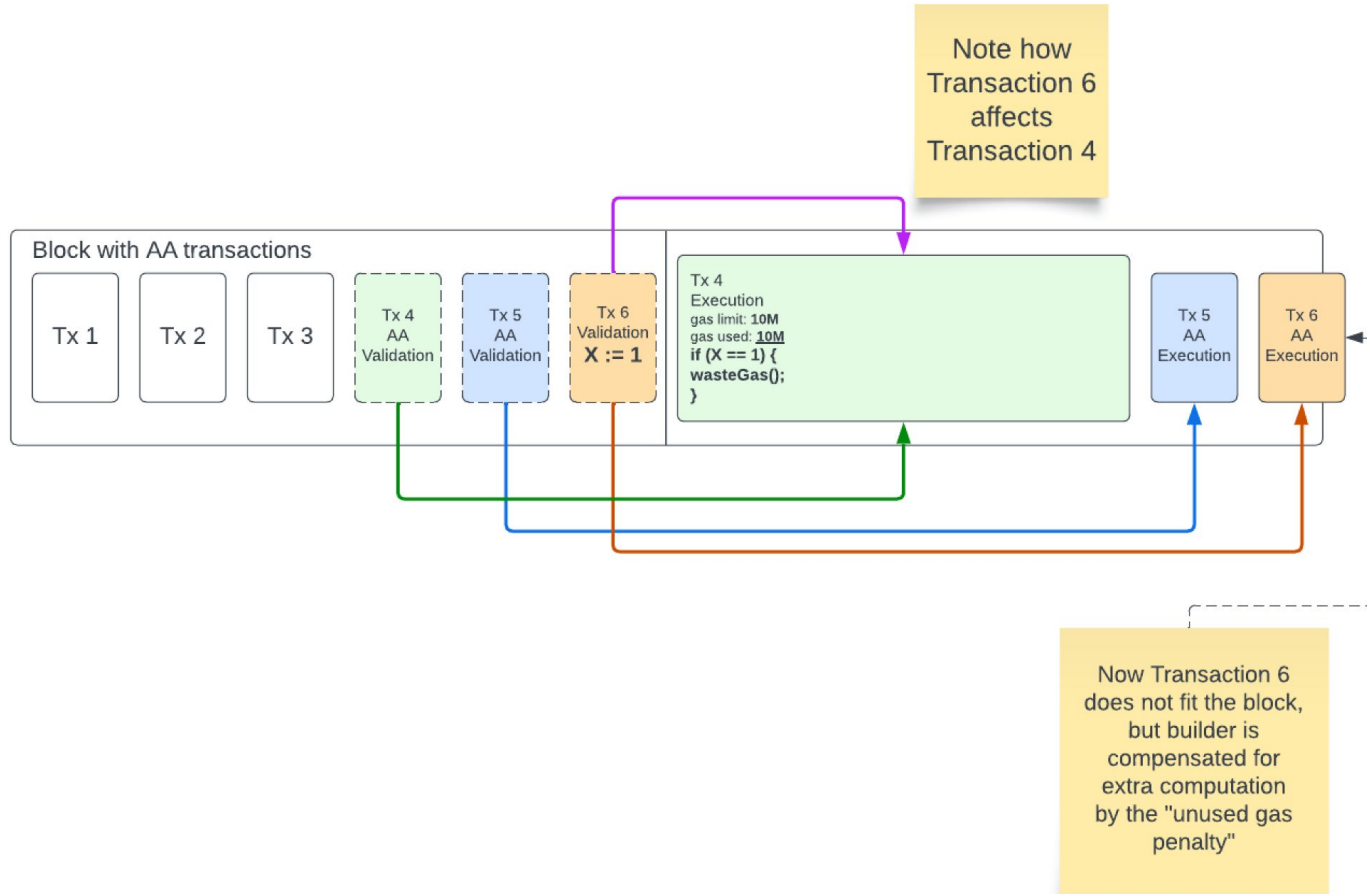 Note how
Transaction 6
affects
Transaction 4
Block with AA transactions
Tx 1
Tx 2
Tx 3
Tx 4
AA
Validation
Tx 5
AA
Validation
Tx 6
Validation
X := 1
Tx 4
Execution
gas limit: 10M
gas used: 10M
if (X == 1) {
wasteGas();
}
Tx 5
AA
Execution
Tx 6
AA
Execution
Now Transaction 6
does not fit the block,
but builder is
compensated for
extra computation
by the "unused gas
penalty"